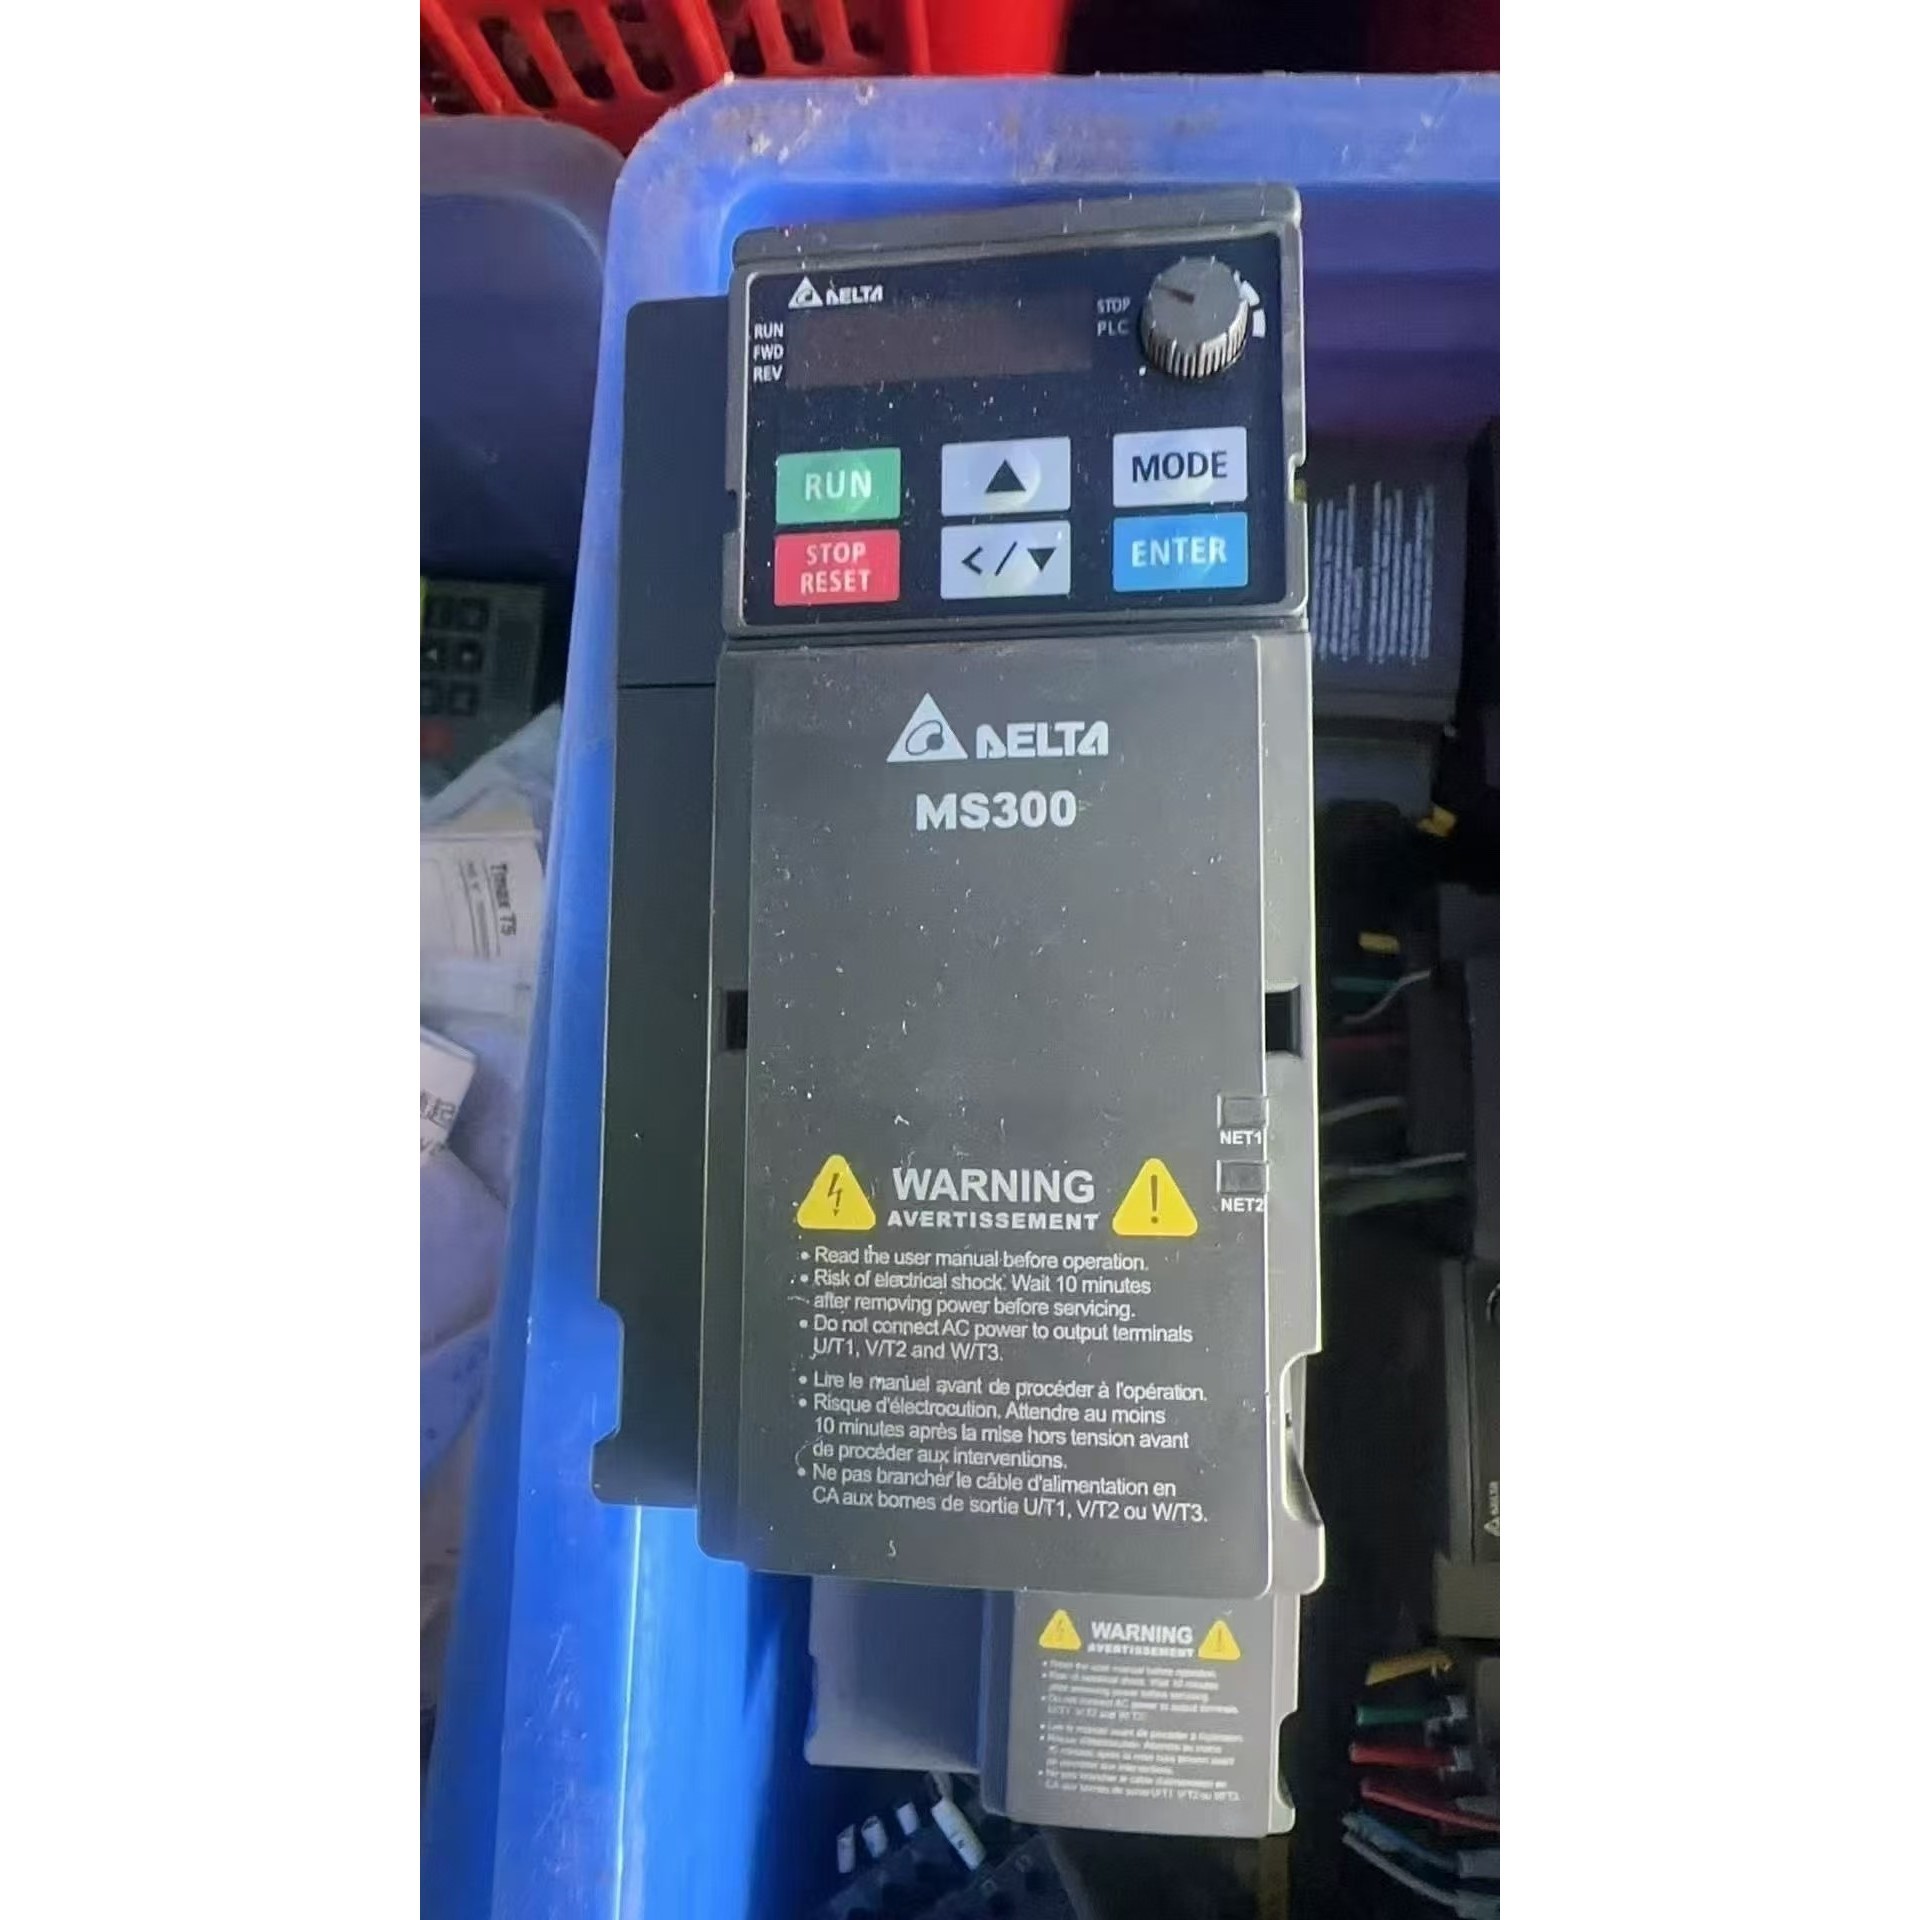 DELTA
RUN
FWD
REV
STOP
PLC
RUN
MODE
STOP
RESET
</▼
ENTER
DELTA
MS300
NET1
NET2
WARNING
AVERTISSEMENT
• Read the user manual before operation.
• Risk of electrical shock. Wait 10 minutes
after removing power before servicing.
• Do not connect AC power to output terminals
U/T1, V/T2 and W/T3.
• Lire le manuel avant de procéder à l'opération.
• Risque d'électrocution. Attendre au moins
10 minutes après la mise hors tension avant
de procéder aux interventions.
• Ne pas brancher le câble d'alimentation en
CA aux bornes de sortie U/T1, V/T2 ou W/T3.
WARNING
AVERTISSEMENT
Tmax T5
DELTA